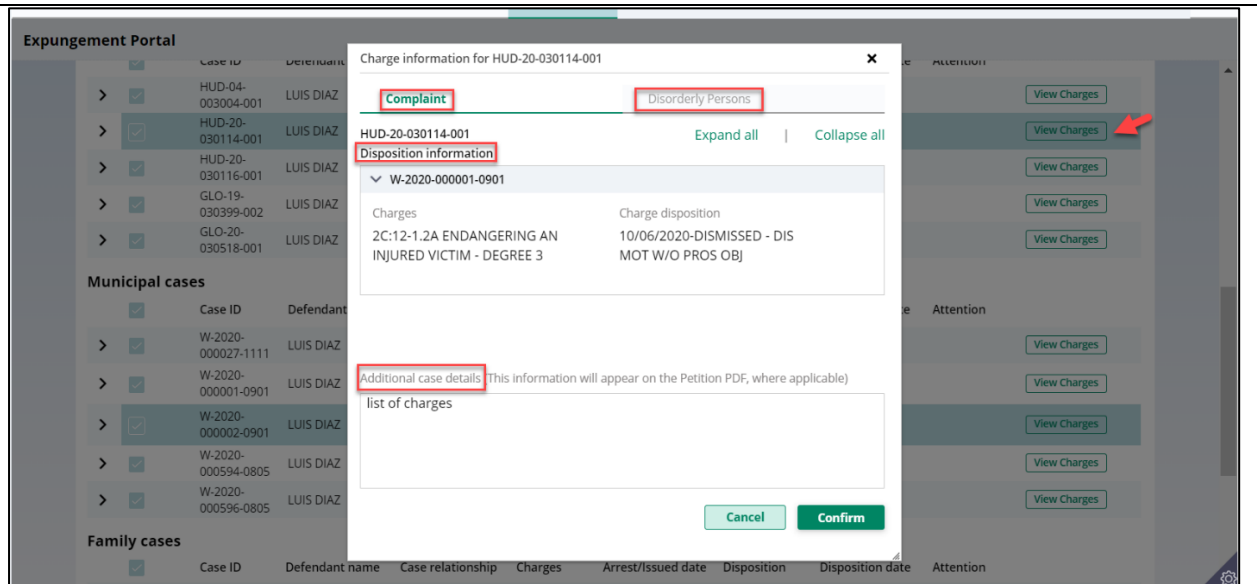 Expungement Portal
Charge information for HUD-20-030114-001
Case ID Defendant Attention
Complaint Disorderly Persons
HUD-04-
003004-001 LUIS DIAZ View Charges
HUD-20-
030114-001 LUIS DIAZ View Charges
HUD-20-
030116-001 LUIS DIAZ View Charges
GLO-19-
030399-002 LUIS DIAZ View Charges
GLO-20-
030518-001 LUIS DIAZ View Charges
HUD-20-030114-001 Expand all | Collapse all
Disposition information
W-2020-000001-0901
Charges Charge disposition
2C:12-1.2A ENDANGERING AN 10/06/2020-DISMISSED - DIS
INJURED VICTIM - DEGREE 3 MOT W/O PROS OBJ
Municipal cases
Case ID Defendant Attention
W-2020-
000027-1111 LUIS DIAZ View Charges
W-2020-
000001-0901 LUIS DIAZ View Charges
W-2020-
000002-0901 LUIS DIAZ View Charges
W-2020-
000594-0805 LUIS DIAZ View Charges
W-2020-
000596-0805 LUIS DIAZ View Charges
Additional case details (This information will appear on the Petition PDF, where applicable)
list of charges
Cancel Confirm
Family cases
Case ID Defendant name Case relationship Charges Arrest/Issued date Disposition Disposition date Attention